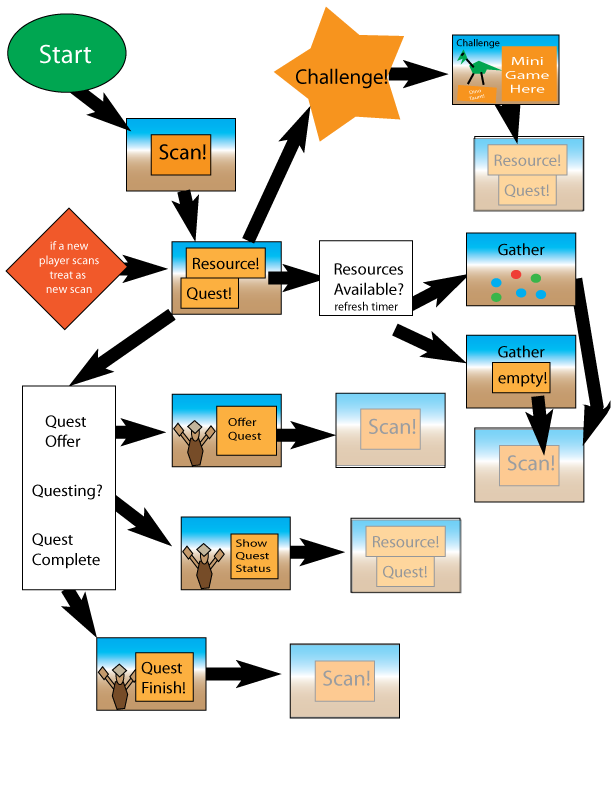 Start
Challenge!
Challenge
Mini
Game
Here
Dino
Found!
Scan!
Resource!
Quest!
if a new
player scans
treat as
new scan
Resource!
Quest!
Resources
Available?
refresh timer
Gather
Gather
empty!
Scan!
Quest
Offer
Questing?
Quest
Complete
Offer
Quest
Scan!
Show
Quest
Status
Resource!
Quest!
Quest
Finish!
Scan!